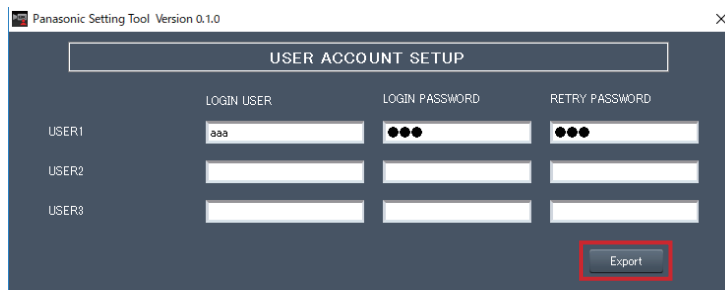 Panasonic Setting Tool Version 0.1.0
USER ACCOUNT SETUP
LOGIN USER LOGIN PASSWORD RETRY PASSWORD
USER1 aaa ●●● ●●●
USER2
USER3
Export